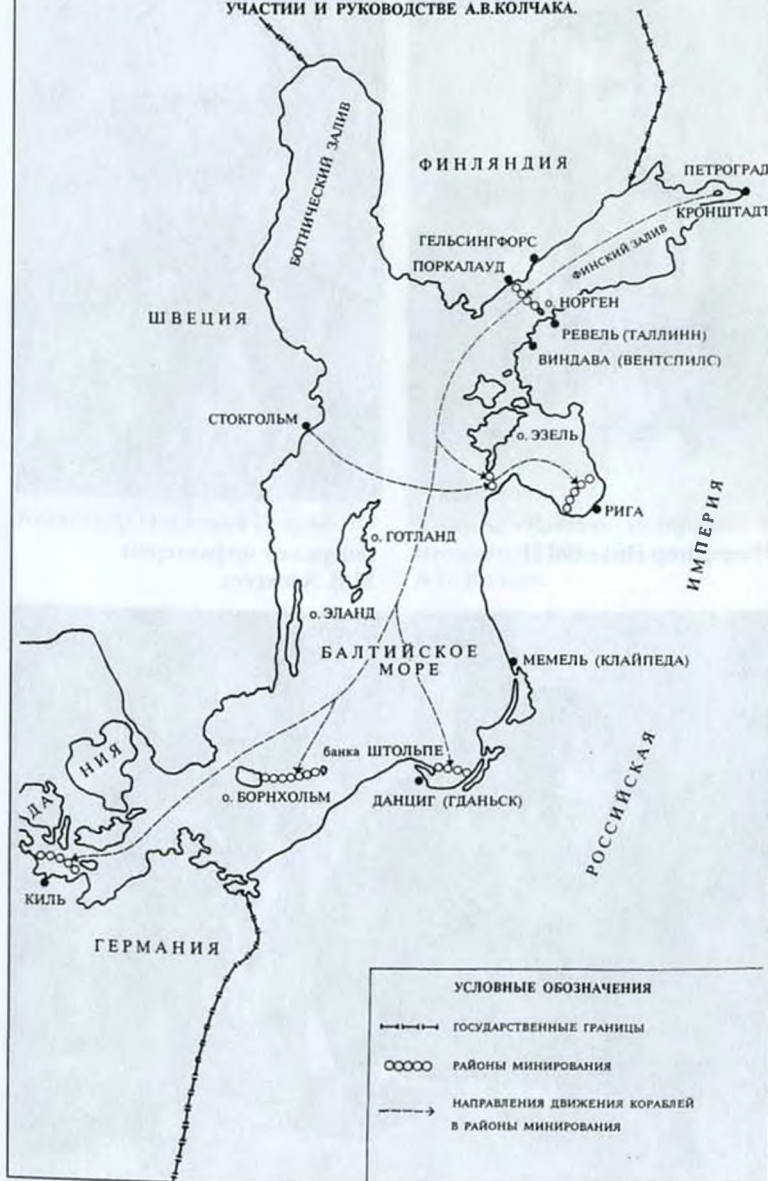 УЧАСТИИ И РУКОВОДСТВЕ А.В.КОЛЧАКА.
БОТНИЧЕСКИЙ ЗАЛИВ
ФИНЛЯНДИЯ
ПЕТРОГРАД
КРОНШТАДТ
ГЕЛЬСИНГФОРС
ФИНСКИЙ ЗАЛИВ
ПОРКАЛАУД
о. НОРГЕН
ШВЕЦИЯ
РЕВЕЛЬ (ТАЛЛИНН)
ВИНДАВА (ВЕНТСПИЛС)
СТОКГОЛЬМ
о. ЭЗЕЛЬ
РИГА
ИМПЕРИЯ
о. ГОТЛАНД
о. ЭЛАНД
БАЛТИЙСКОЕ
МОРЕ
МЕМЕЛЬ (КЛАЙПЕДА)
банка ШТОЛЬПЕ
ДАНИЯ
о. БОРНХОЛЬМ
ДАНЦИГ (ГДАНЬСК)
РОССИЙСКАЯ
КИЛЬ
ГЕРМАНИЯ
УСЛОВНЫЕ ОБОЗНАЧЕНИЯ
ГОСУДАРСТВЕННЫЕ ГРАНИЦЫ
РАЙОНЫ МИНИРОВАНИЯ
НАПРАВЛЕНИЯ ДВИЖЕНИЯ КОРАБЛЕЙ
В РАЙОНЫ МИНИРОВАНИЯ